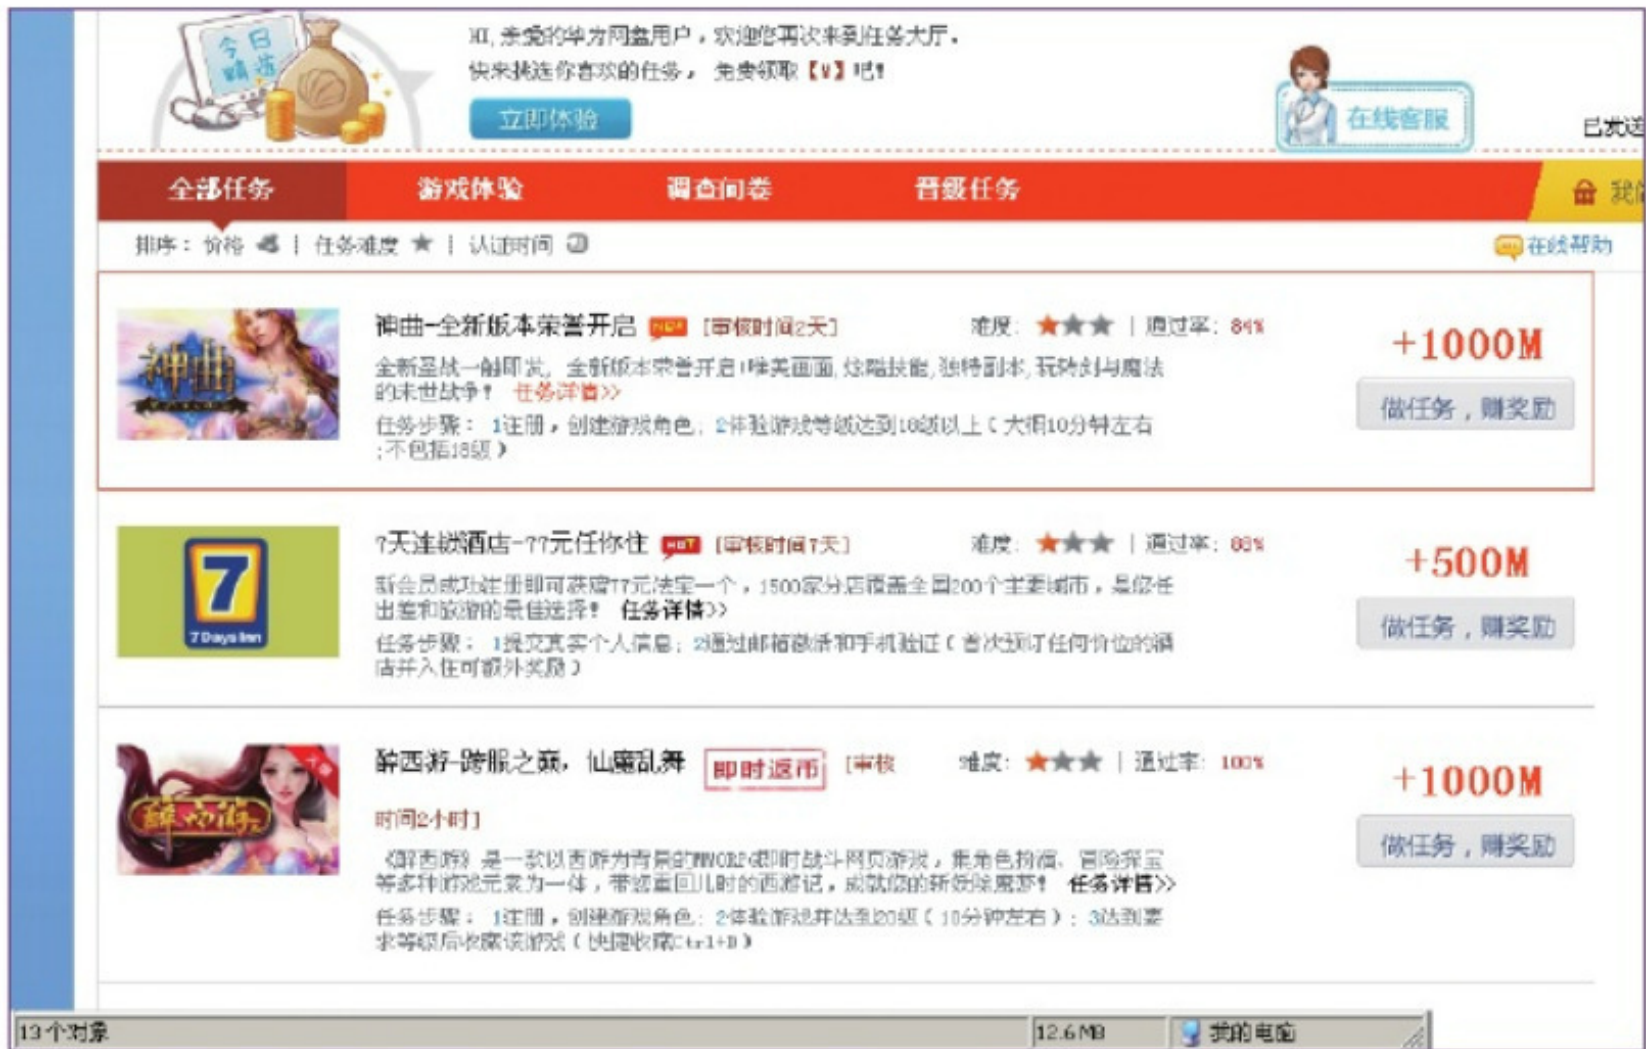 今日
精选
HI,亲爱的华为网盘用户，欢迎您再次来到任务大厅。
快来挑选你喜欢的任务， 免费领取【M】吧！
立即体验
在线客服
已发送
全部任务 游戏体验 调查问卷 晋级任务
排序： 价格 | 任务难度 | 认证时间
在线帮助
神曲-全新版本荣誉开启 NEW [审核时间2天] 难度: | 通过率: 84%
+1000M
全新圣战一触即发, 全新版本荣誉开启!唯美画面,炫酷技能,独特副本,玩转剑与魔法
的末世战争！ 任务详情>>
做任务，赚奖励
任务步骤： 1注册，创建游戏角色; 2体验游戏等级达到18级以上（大概10分钟左右
;不包括18级）
神曲
7天连锁酒店-77元任你住 HOT [审核时间7天] 难度: | 通过率: 88%
+500M
新会员成功注册即可获赠77元法宝一个，1500家分店覆盖全国200个主要城市，是您在
出差和旅游的最佳选择！ 任务详情>>
做任务，赚奖励
任务步骤： 1提交真实个人信息; 2通过邮箱激活和手机验证（首次预订任何价位的酒
店并入住可额外奖励）
7
7 Days Inn
醉西游-跨服之巅，仙魔乱舞 即时返币 [审核 难度: | 通过率: 100%
时间2小时]
+1000M
《醉西游》是一款以西游为背景的MMORPG即时战斗网页游戏，集角色扮演、冒险探宝
等多种游戏元素为一体，带您重回儿时的西游记，成就您的斩妖除魔梦！ 任务详情>>
做任务，赚奖励
任务步骤： 1注册，创建游戏角色; 2体验游戏并达到20级（10分钟左右）; 3达到要
求等级后收藏该游戏（快捷收藏Ctrl+D）
醉西游
13 个对象 12.6 MB 我的电脑